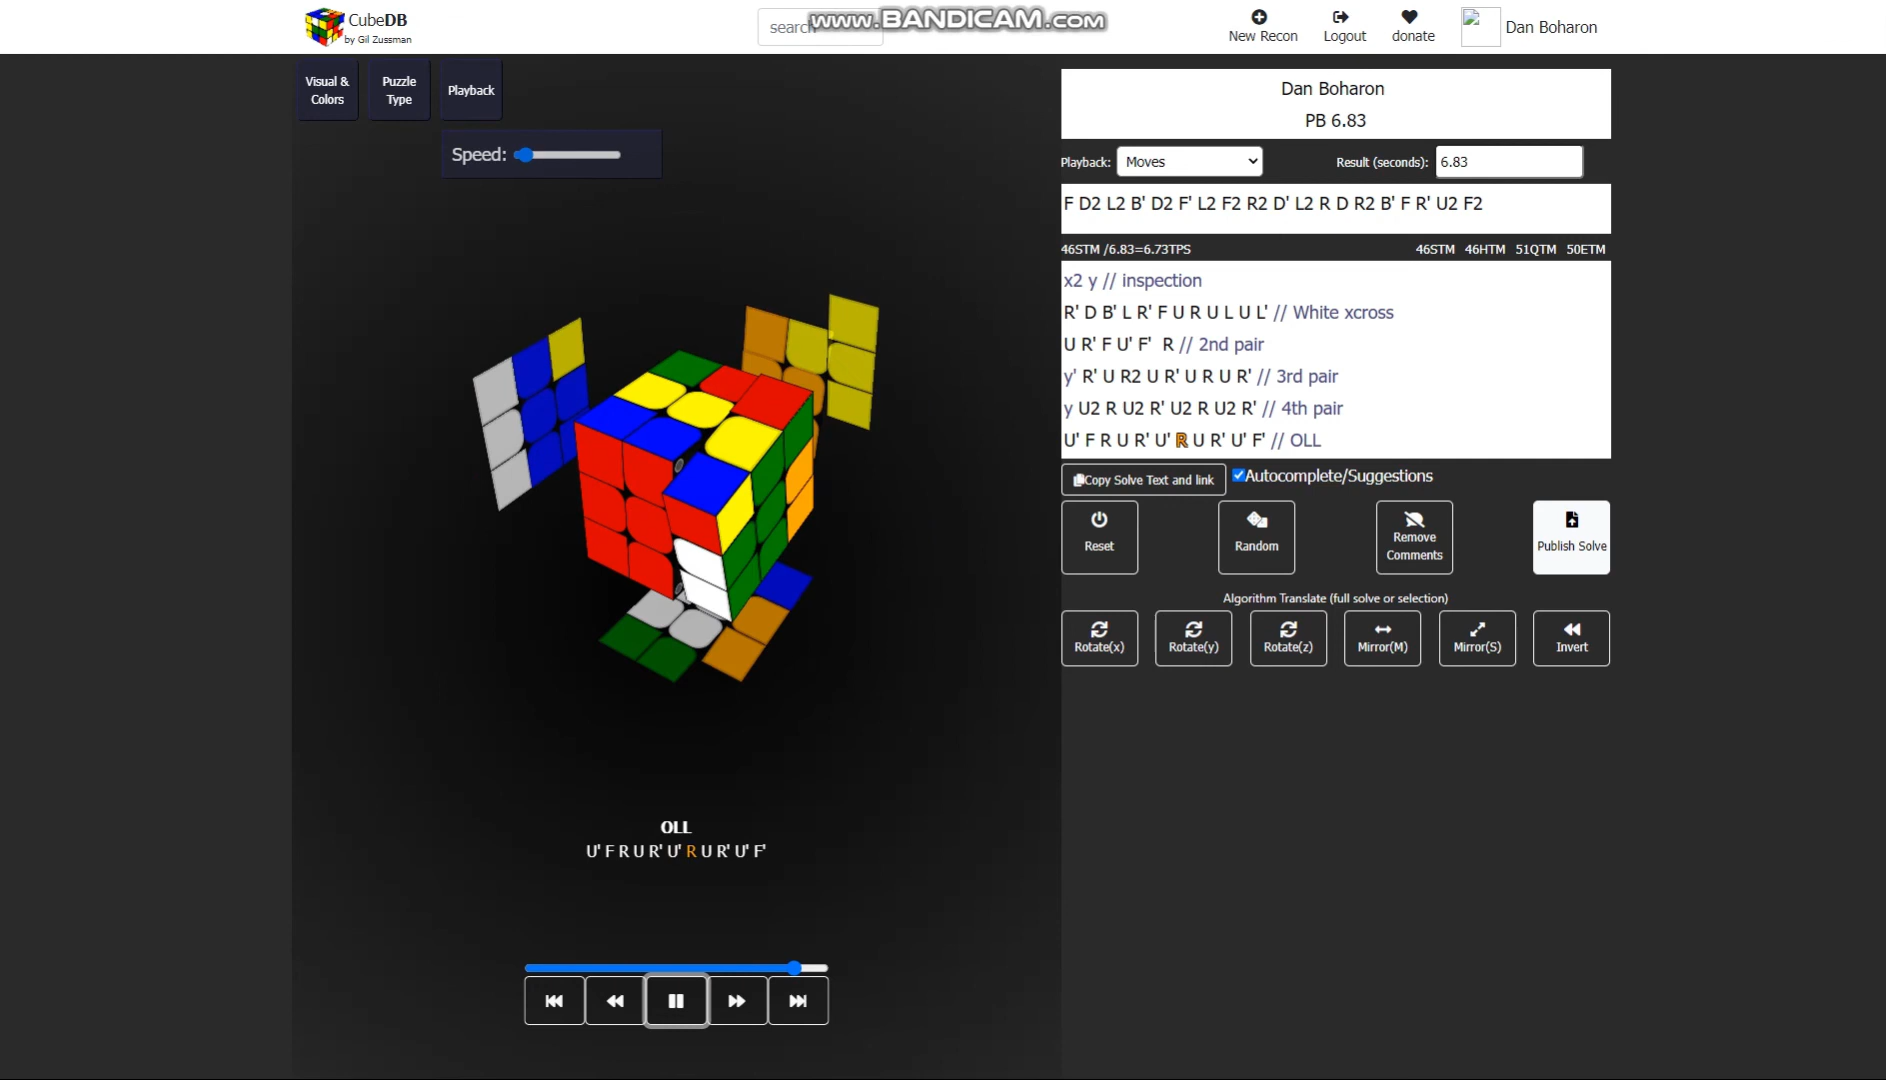 CubeDB
by Gil Zussman
search
www.BANDICAM.com
New Recon
Logout
donate
Dan Boharon
Visual & Colors
Puzzle Type
Playback
Speed:
Dan Boharon
PB 6.83
Playback: Moves
Result (seconds): 6.83
F D2 L2 B' D2 F' L2 F2 R2 D' L2 R D R2 B' F R' U2 F2
46STM /6.83=6.73TPS
46STM 46HTM 51QTM 50ETM
x2 y // inspection
R' D B' L R' F U R U L U L' // White xcross
U R' F U' F' R // 2nd pair
y' R' U R2 U R' U R U R' // 3rd pair
y U2 R U2 R' U2 R U2 R' // 4th pair
U' F R U R' U' R U R' U' F' // OLL
Copy Solve Text and link
Autocomplete/Suggestions
Reset
Random
Remove Comments
Publish Solve
Algorithm Translate (full solve or selection)
Rotate(x)
Rotate(y)
Rotate(z)
Mirror(M)
Mirror(S)
Invert
OLL
U' F R U R' U' R U R' U' F'